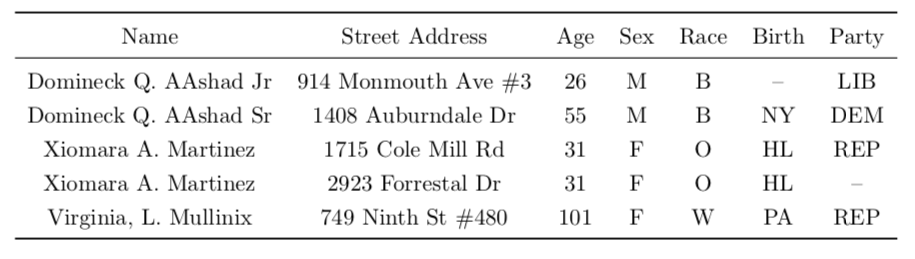 Name Street Address Age Sex Race Birth Party
Domineck Q. AAshad Jr 914 Monmouth Ave #3 26 M B – LIB
Domineck Q. AAshad Sr 1408 Auburndale Dr 55 M B NY DEM
Xiomara A. Martinez 1715 Cole Mill Rd 31 F O HL REP
Xiomara A. Martinez 2923 Forrestal Dr 31 F O HL –
Virginia, L. Mullinix 749 Ninth St #480 101 F W PA REP